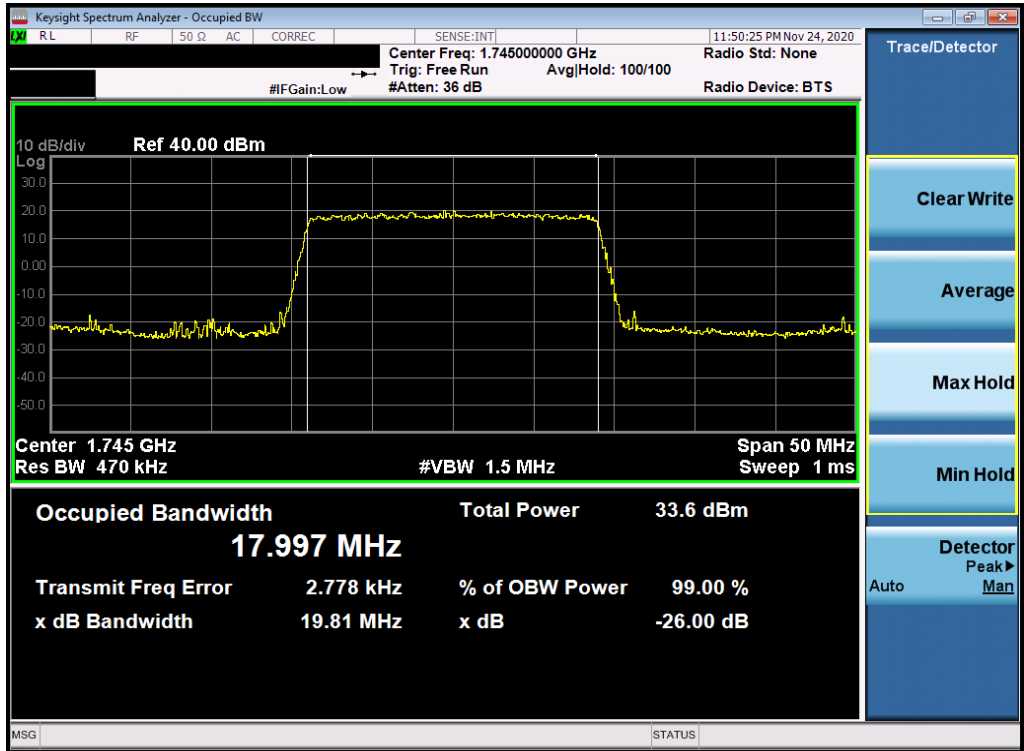 Keysight Spectrum Analyzer - Occupied BW
LXI RL RF 50 Ω AC CORREC SENSE:INT 11:50:25 PM Nov 24, 2020
Center Freq: 1.745000000 GHz Radio Std: None
Trig: Free Run Avg|Hold: 100/100
#IFGain:Low #Atten: 36 dB Radio Device: BTS
10 dB/div Ref 40.00 dBm
Log
30.0
20.0
10.0
0.00
-10.0
-20.0
-30.0
-40.0
-50.0
Center 1.745 GHz Span 50 MHz
Res BW 470 kHz #VBW 1.5 MHz Sweep 1 ms
Occupied Bandwidth Total Power 33.6 dBm
17.997 MHz
Transmit Freq Error 2.778 kHz % of OBW Power 99.00 %
x dB Bandwidth 19.81 MHz x dB -26.00 dB
Trace/Detector
Clear Write
Average
Max Hold
Min Hold
Detector
Peak▶
Auto Man
MSG STATUS